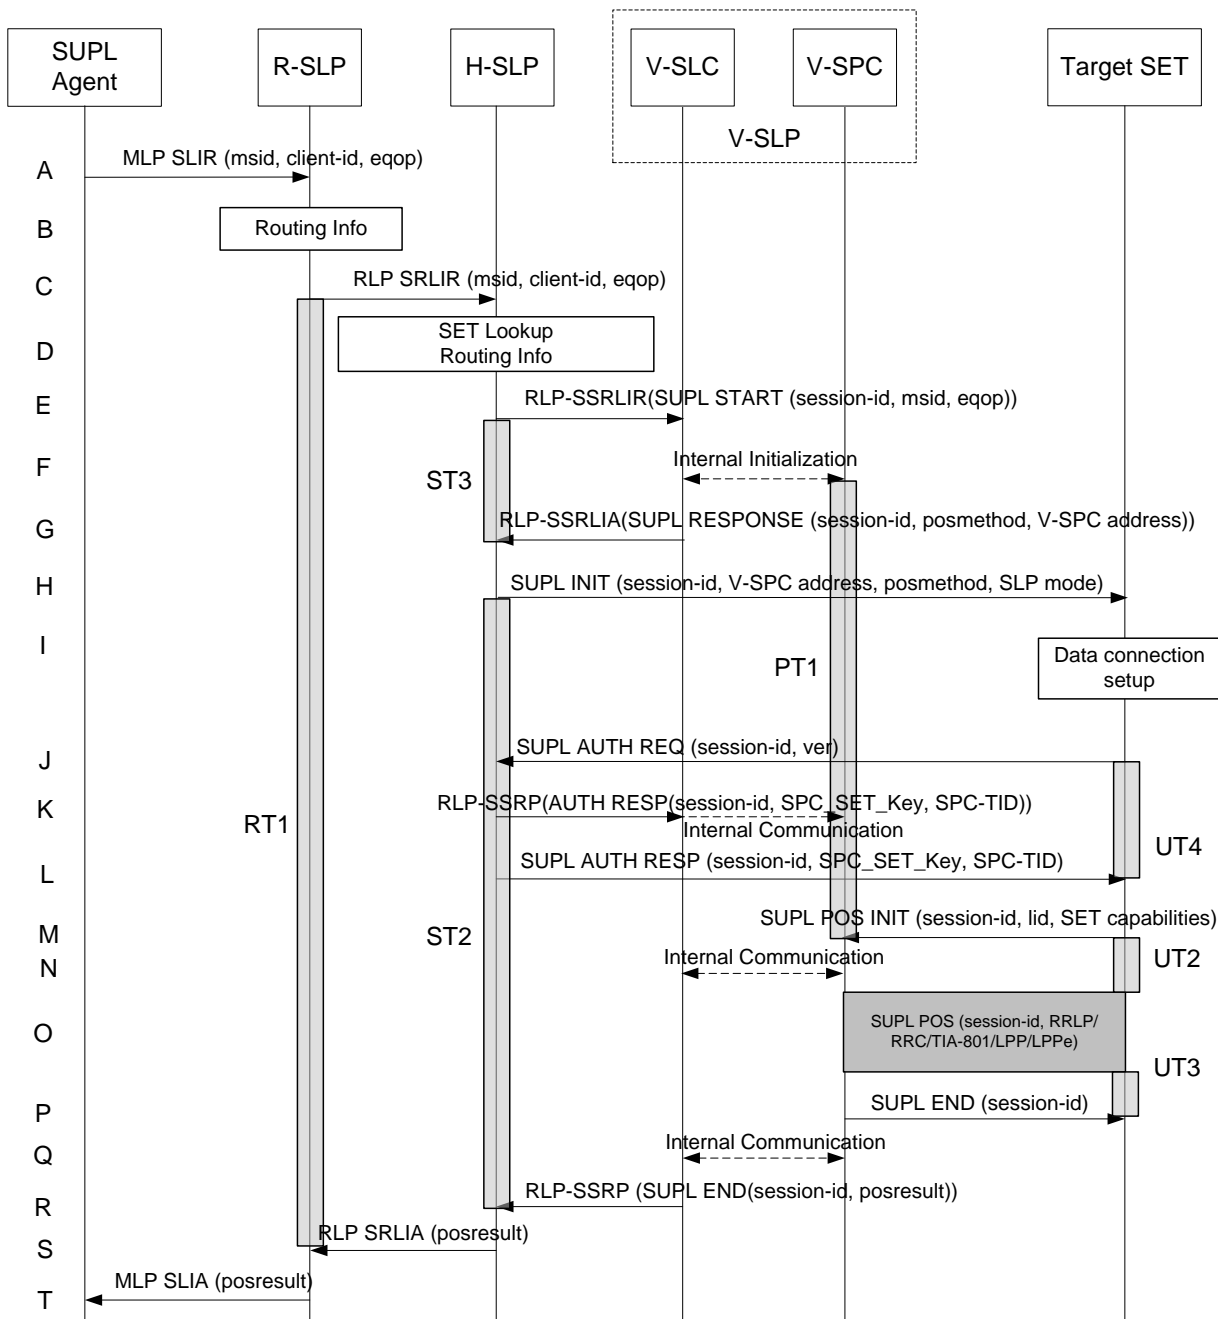 SUPL
Agent
R-SLP
H-SLP
V-SLC
V-SPC
Target SET
V-SLP
A
MLP SLIR (msid, client-id, eqop)
B
Routing Info
C
RLP SRLIR (msid, client-id, eqop)
D
SET Lookup
Routing Info
E
RLP-SSRLIR(SUPL START (session-id, msid, eqop))
F
ST3
Internal Initialization
G
RLP-SSRLIA(SUPL RESPONSE (session-id, posmethod, V-SPC address))
H
SUPL INIT (session-id, V-SPC address, posmethod, SLP mode)
I
PT1
Data connection
setup
J
SUPL AUTH REQ (session-id, ver)
K
RLP-SSRP(AUTH RESP(session-id, SPC_SET_Key, SPC-TID))
RT1
Internal Communication
UT4
L
SUPL AUTH RESP (session-id, SPC_SET_Key, SPC-TID)
M
ST2
SUPL POS INIT (session-id, lid, SET capabilities)
N
Internal Communication
UT2
O
SUPL POS (session-id, RRLP/
RRC/TIA-801/LPP/LPPe)
UT3
P
SUPL END (session-id)
Q
Internal Communication
R
RLP-SSRP (SUPL END(session-id, posresult))
S
RLP SRLIA (posresult)
T
MLP SLIA (posresult)